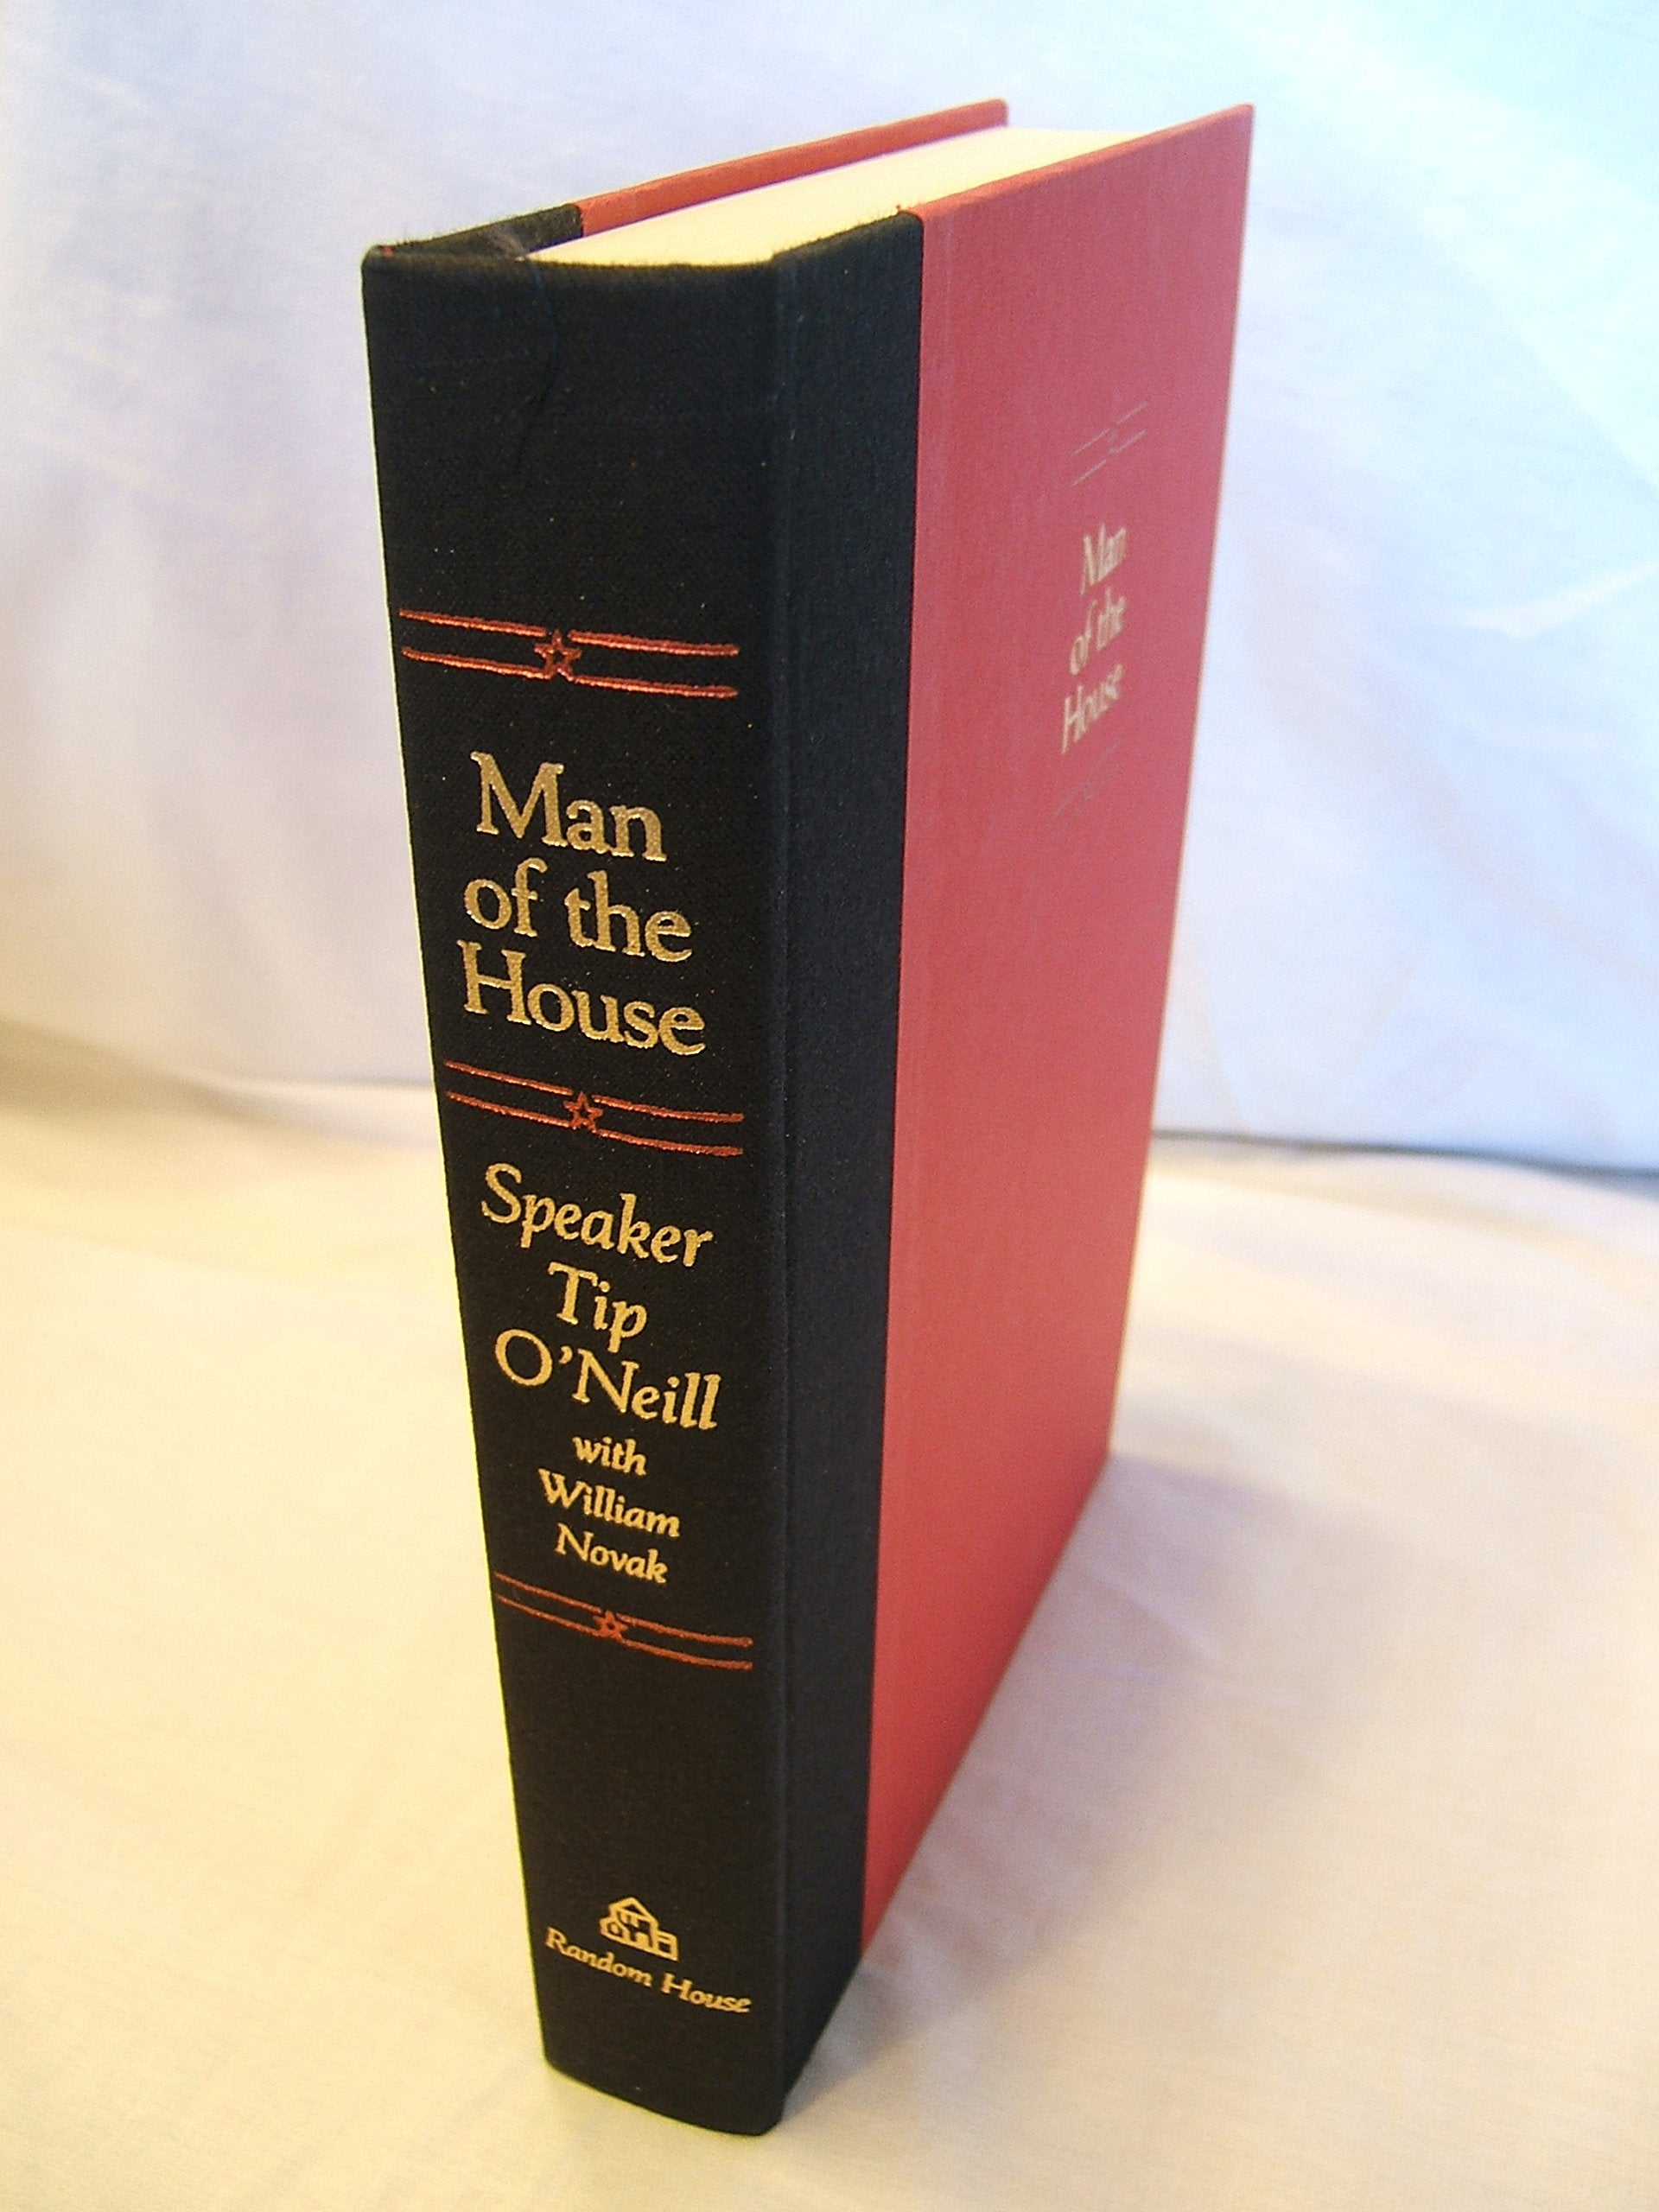 Man
of the
House
Speaker
Tip
O'Neill
with
William
Novak
Random House
Man
of the
House